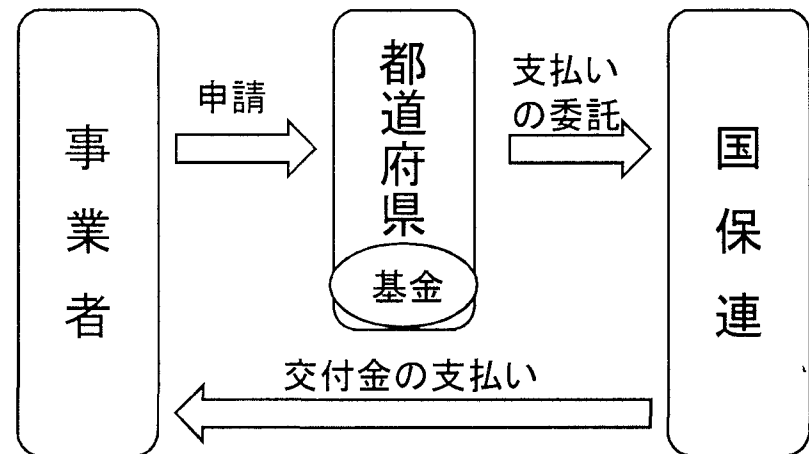 事業者
申請
都道府県
基金
支払い
の委託
国保連
交付金の支払い